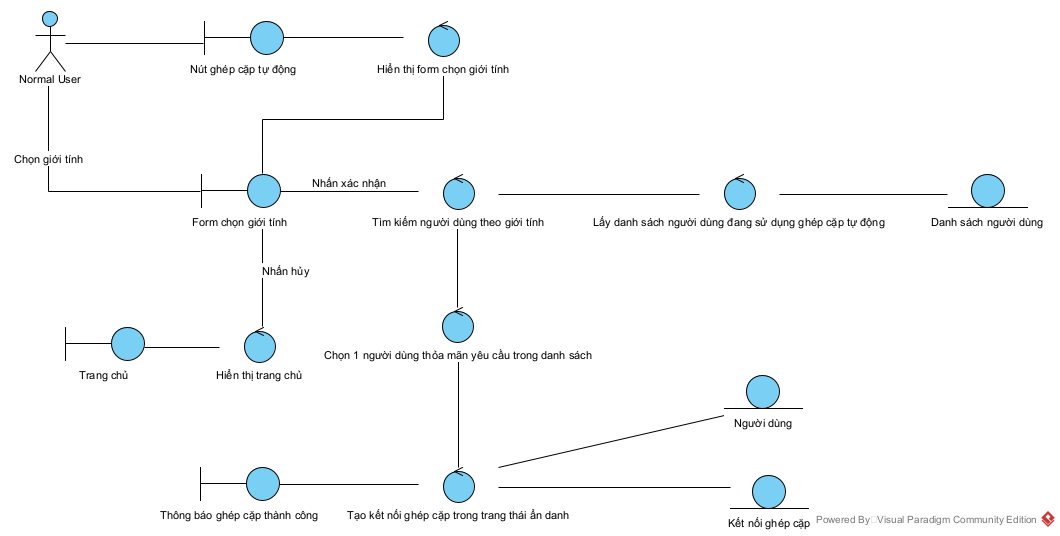 Normal User
Nút ghép cặp tự động
Hiển thị form chọn giới tính
Chọn giới tính
Nhấn xác nhận
Form chọn giới tính
Tìm kiếm người dùng theo giới tính
Lấy danh sách người dùng đang sử dụng ghép cặp tự động
Danh sách người dùng
Nhấn hủy
Chọn 1 người dùng thỏa mãn yêu cầu trong danh sách
Trang chủ
Hiển thị trang chủ
Người dùng
Thông báo ghép cặp thành công
Tạo kết nối ghép cặp trong trang thái ẩn danh
Kết nối ghép cặp
Powered By Visual Paradigm Community Edition